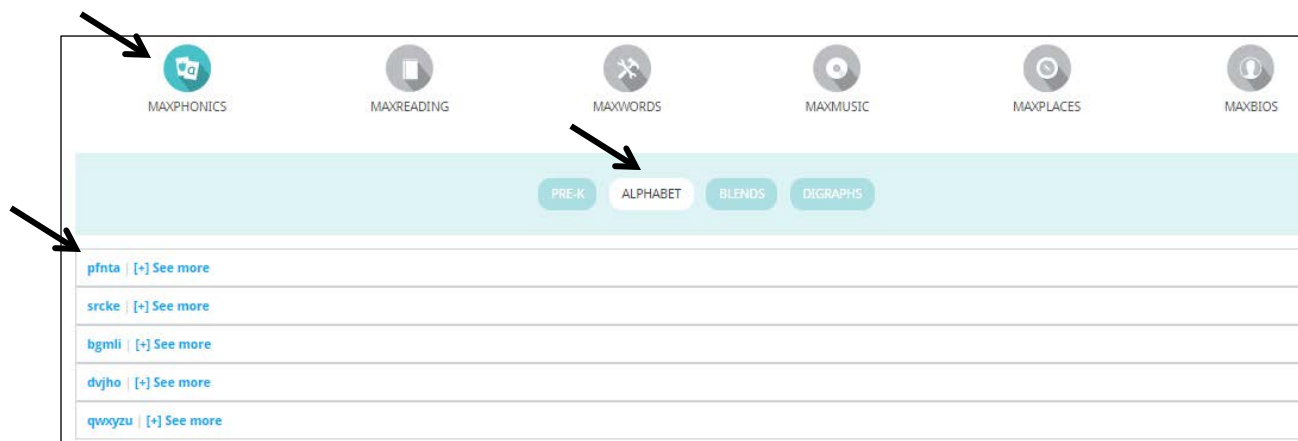 MAXPHONICS MAXREADING MAXWORDS MAXMUSIC MAXPLACES MAXBIOS
PRE-K ALPHABET BLENDS DIGRAPHS
pfnta | [+] See more
srcke | [+] See more
bgmli | [+] See more
dvjho | [+] See more
qwxyzu | [+] See more